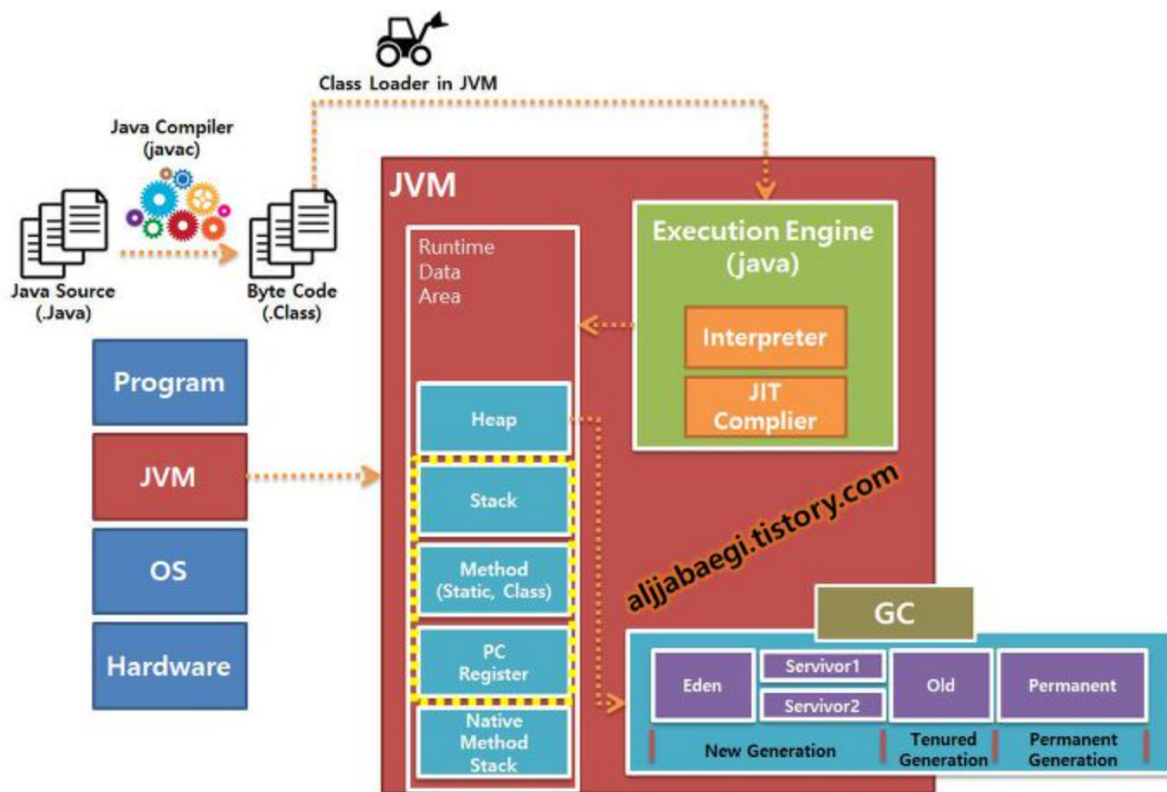 Class Loader in JVM
Java Compiler
(javac)
Java Source
(.Java)
Byte Code
(.Class)
Program
JVM
OS
Hardware
JVM
Runtime
Data
Area
Heap
Stack
Method
(Static, Class)
PC
Register
Native
Method
Stack
Execution Engine
(java)
Interpreter
JIT
Complier
aljjabaegi.tistory.com
GC
Eden
Servivor1
Servivor2
Old
Permanent
New Generation
Tenured
Generation
Permanent
Generation